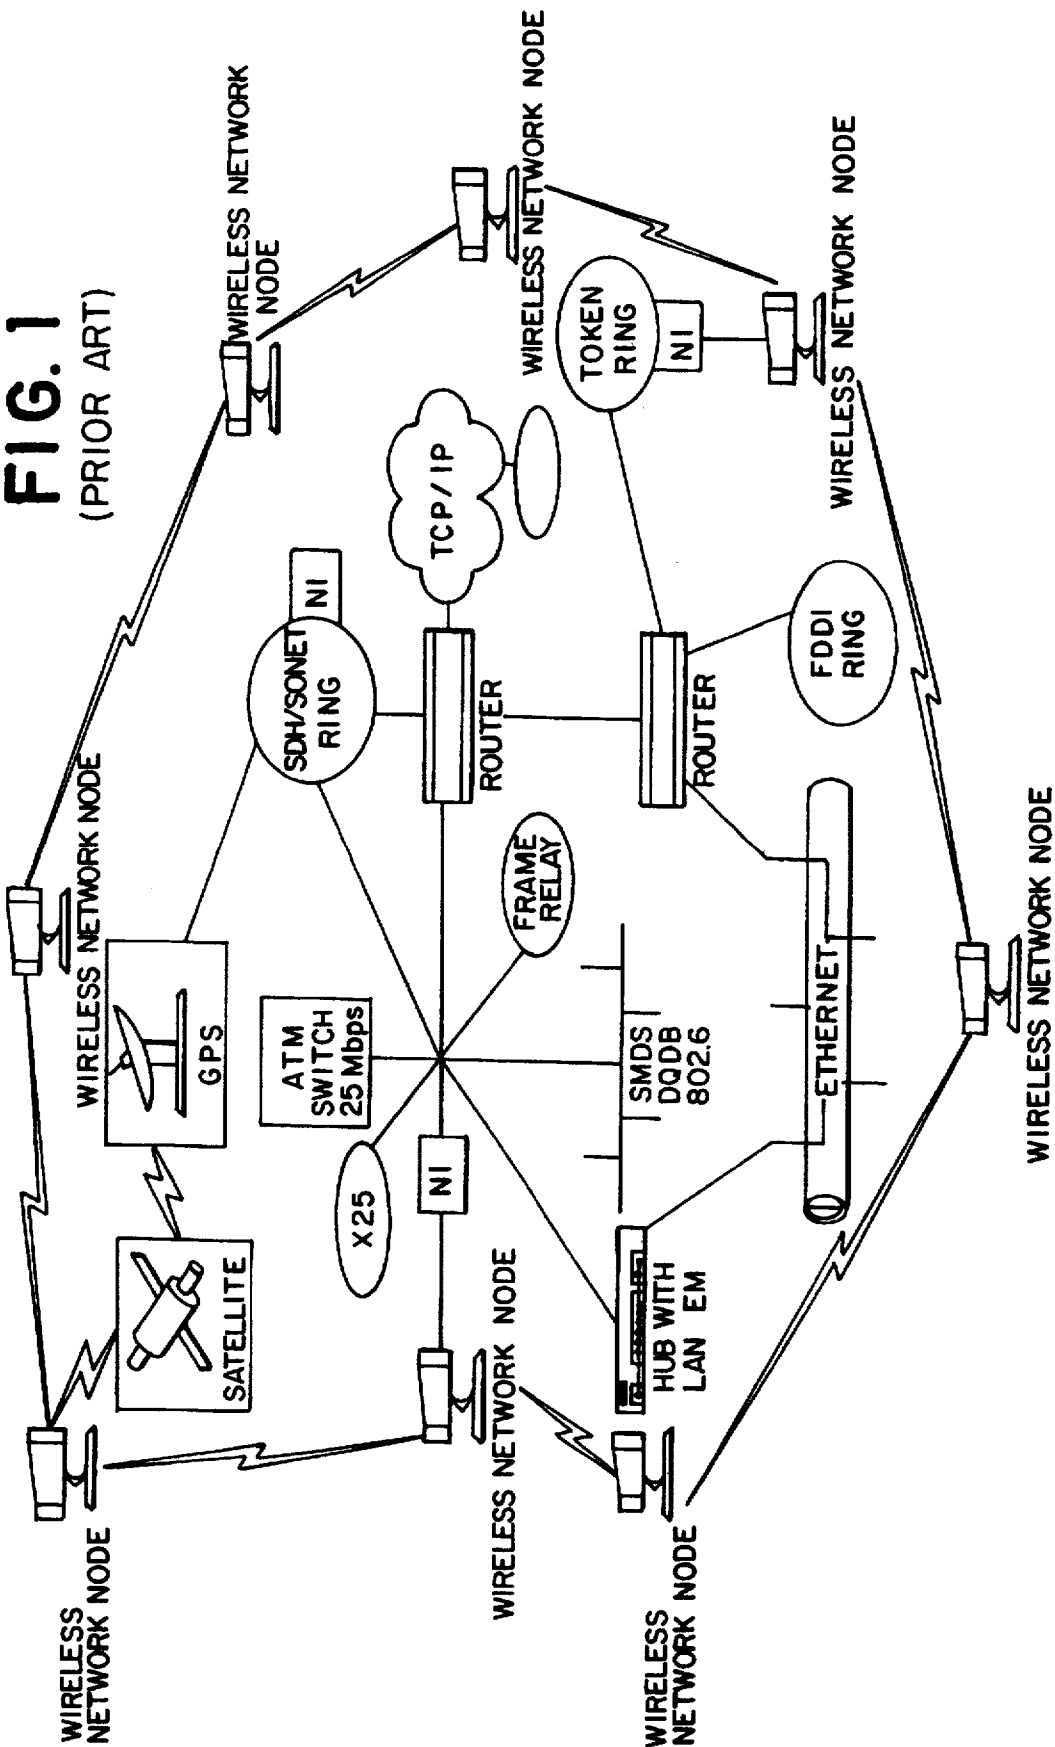 FIG. 1
(PRIOR ART)
WIRELESS NETWORK
NODE
WIRELESS NETWORK NODE
WIRELESS NETWORK NODE
WIRELESS NETWORK NODE
WIRELESS NETWORK NODE
WIRELESS NETWORK NODE
WIRELESS
NETWORK NODE
WIRELESS
NETWORK NODE
SATELLITE
GPS
SDH/SONET
RING
NI
TCP/IP
TOKEN
RING
NI
ATM
SWITCH
25 Mbps
X25
NI
ROUTER
FRAME
RELAY
ROUTER
FDDI
RING
SMDS
DQDB
802.6
HUB WITH
LAN EM
ETHERNET